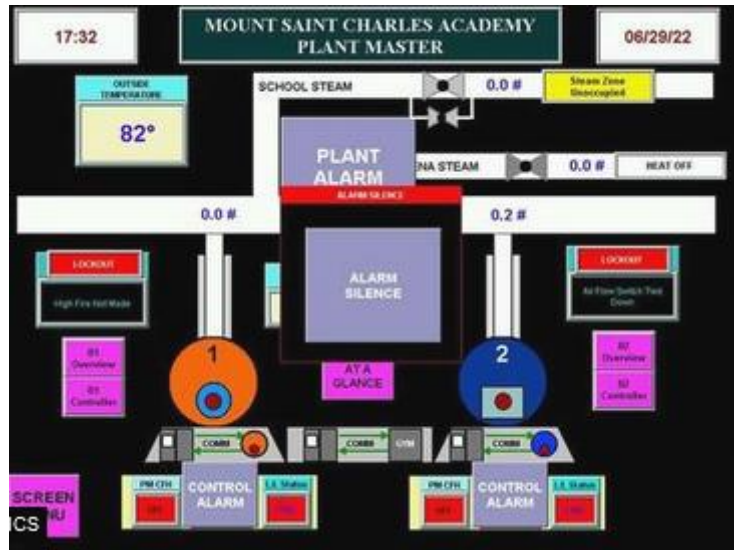 17:32
MOUNT SAINT CHARLES ACADEMY
PLANT MASTER
06/29/22
OUTSIDE
TEMPERATURE
82°
SCHOOL STEAM
0.0 #
Steam Zone
Unoccupied
PLANT
ALARM
ENA STEAM
0.0 #
HEAT OFF
ALARM SILENCE
0.0 #
0.2 #
LOCKOUT
High Fire Not Made
ALARM
SILENCE
LOCKOUT
Air Flow Switch Tied
Down
B1
Overview
B1
Controller
1
AT A
GLANCE
2
B2
Overview
B2
Controller
COMM
COMM
GYM
COMM
SCREEN
NU
ICS
PM CFH
OFF
CONTROL
ALARM
LL Status
PM CFH
OFF
CONTROL
ALARM
LL Status